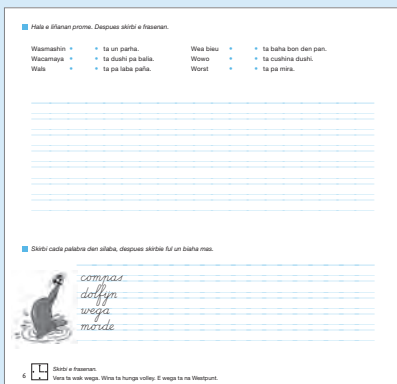 Hala e liñanan prome. Despues skirbi e frasenan.
Wasmashin • • ta un parha. Wea bieu • • ta baha bon den pan.
Wacamaya • • ta dushi pa balia. Wowo • • ta cushina dushi.
Wals • • ta pa laba paña. Worst • • ta pa mira.
Skirbi cada palabra den silaba, despues skirbie ful un biaha mas.
compas
dolfyn
wega
morde
Skirbi e frasenan.
6 Vera ta wak wega. Wina ta hunga volley. E wega ta na Westpunt.